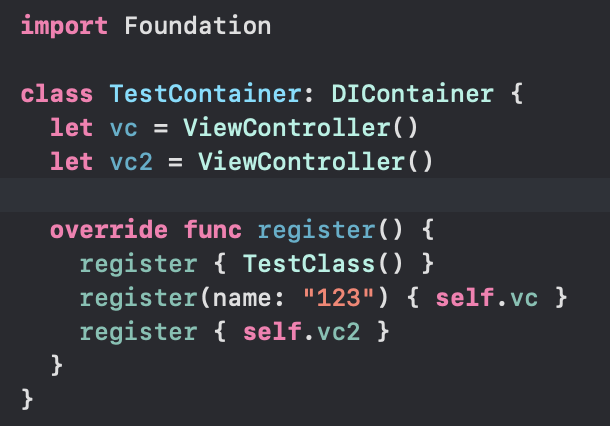 import Foundation

class TestContainer: DIContainer {
  let vc = ViewController()
  let vc2 = ViewController()

  override func register() {
    register { TestClass() }
    register(name: "123") { self.vc }
    register { self.vc2 }
  }
}